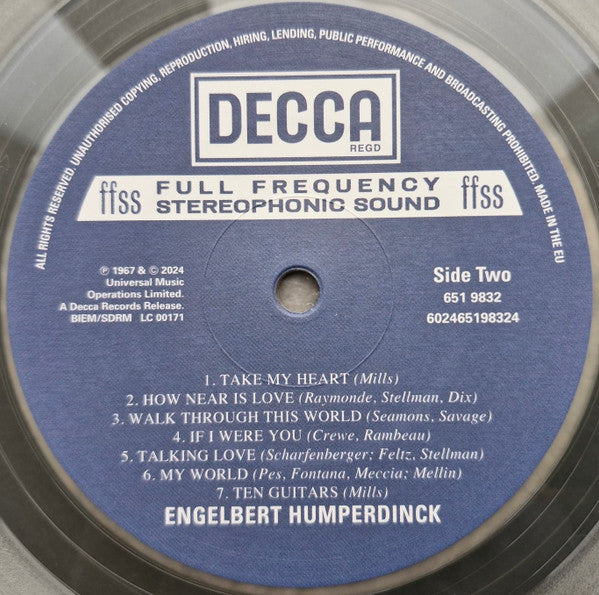 ALL RIGHTS RESERVED. UNAUTHORISED COPYING, REPRODUCTION, HIRING, LENDING, PUBLIC PERFORMANCE AND BROADCASTING PROHIBITED. MADE IN THE EU
DECCA
REGD
ffss FULL FREQUENCY STEREOPHONIC SOUND ffss
℗ 1967 & © 2024
Universal Music
Operations Limited.
A Decca Records Release.
BIEM/SDRM LC 00171
Side Two
651 9832
602465198324
1. TAKE MY HEART (Mills)
2. HOW NEAR IS LOVE (Raymonde, Stellman, Dix)
3. WALK THROUGH THIS WORLD (Seamons, Savage)
4. IF I WERE YOU (Crewe, Rambeau)
5. TALKING LOVE (Scharfenberger; Feltz, Stellman)
6. MY WORLD (Pes, Fontana, Meccia; Mellin)
7. TEN GUITARS (Mills)
ENGELBERT HUMPERDINCK